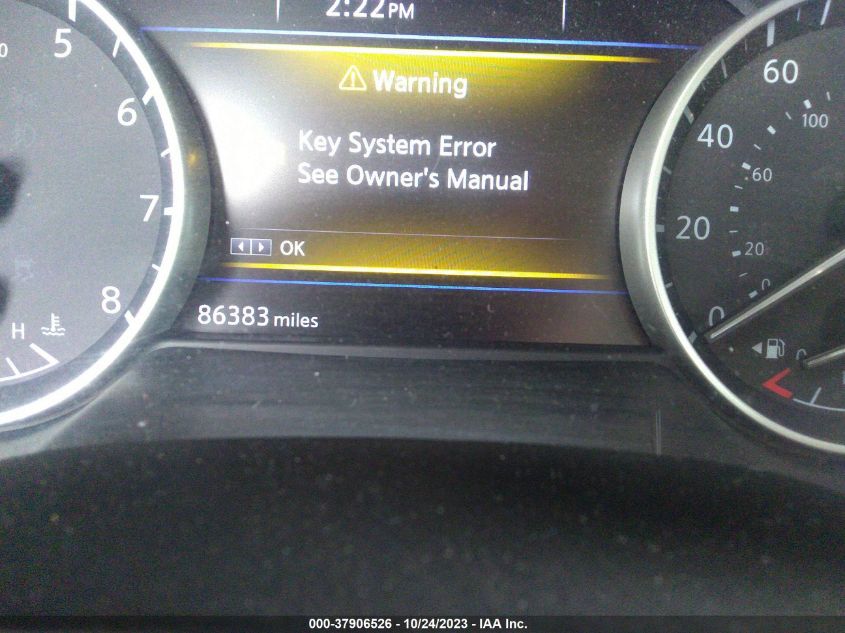 2:22PM
Warning
Key System Error
See Owner's Manual
OK
86383 miles
5
6
7
8
H
60
40
20
0
100
60
20
0
000-37906526 - 10/24/2023 - IAA Inc.